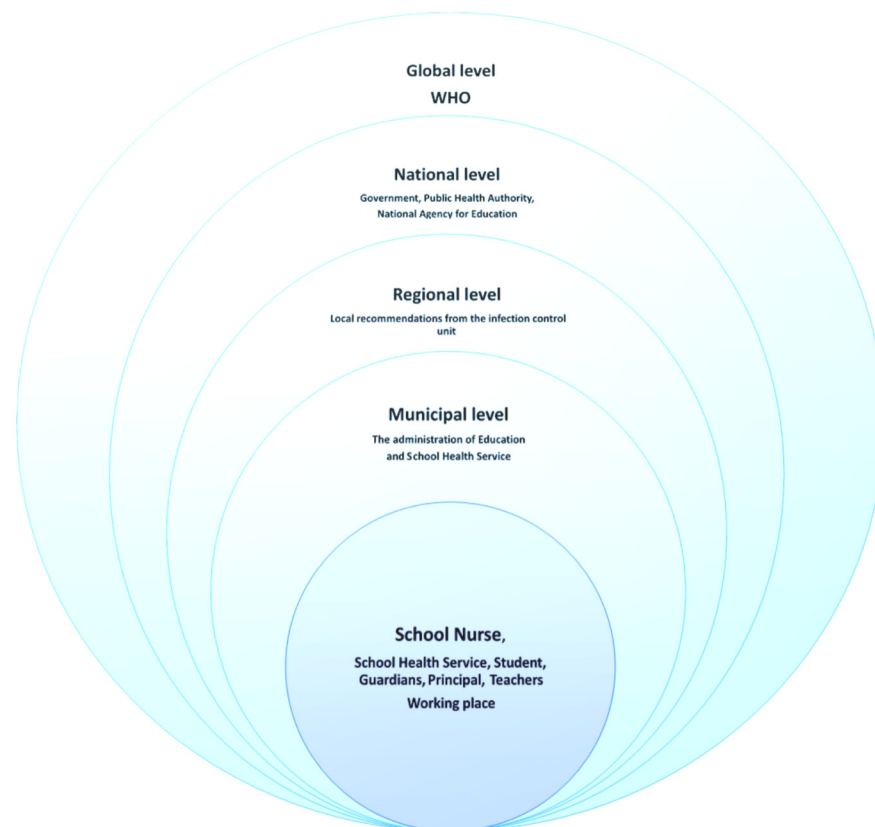 Global level
WHO
National level
Government, Public Health Authority,
National Agency for Education
Regional level
Local recommendations from the infection control
unit
Municipal level
The administration of Education
and School Health Service
School Nurse,
School Health Service, Student,
Guardians, Principal, Teachers
Working place